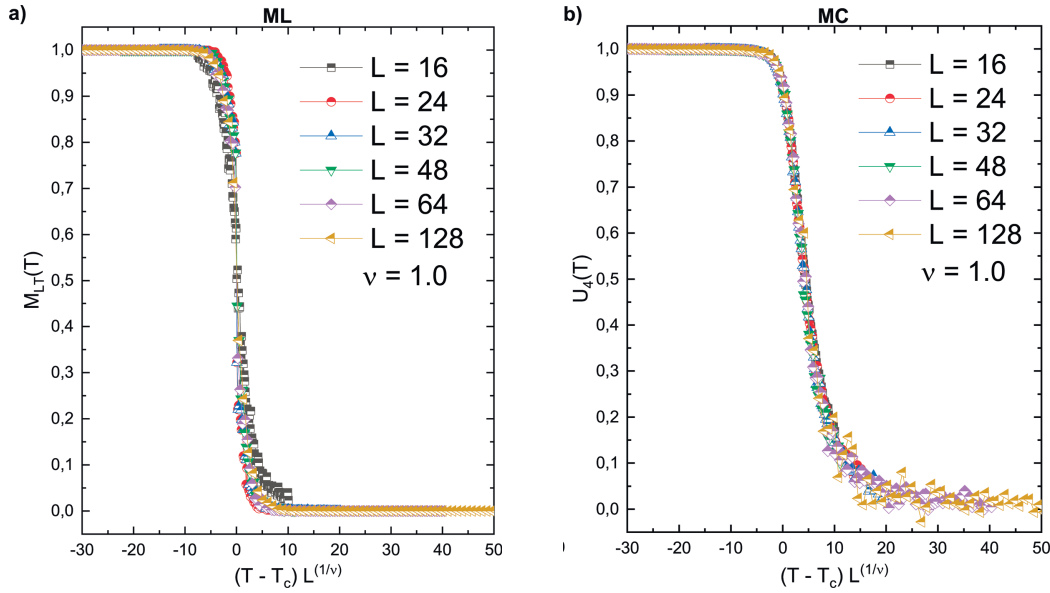 a)
ML
1,0
0,9
0,8
0,7
0,6
0,5
0,4
0,3
0,2
0,1
0,0
M_LT(T)
L = 16
L = 24
L = 32
L = 48
L = 64
L = 128
ν = 1.0
-30 -20 -10 0 10 20 30 40 50
(T - T_c) L^(1/ν)
b)
MC
1,0
0,9
0,8
0,7
0,6
0,5
0,4
0,3
0,2
0,1
0,0
U_4(T)
L = 16
L = 24
L = 32
L = 48
L = 64
L = 128
ν = 1.0
0 -30 -20 -10 0 10 20 30 40 50
(T - T_c) L^(1/ν)